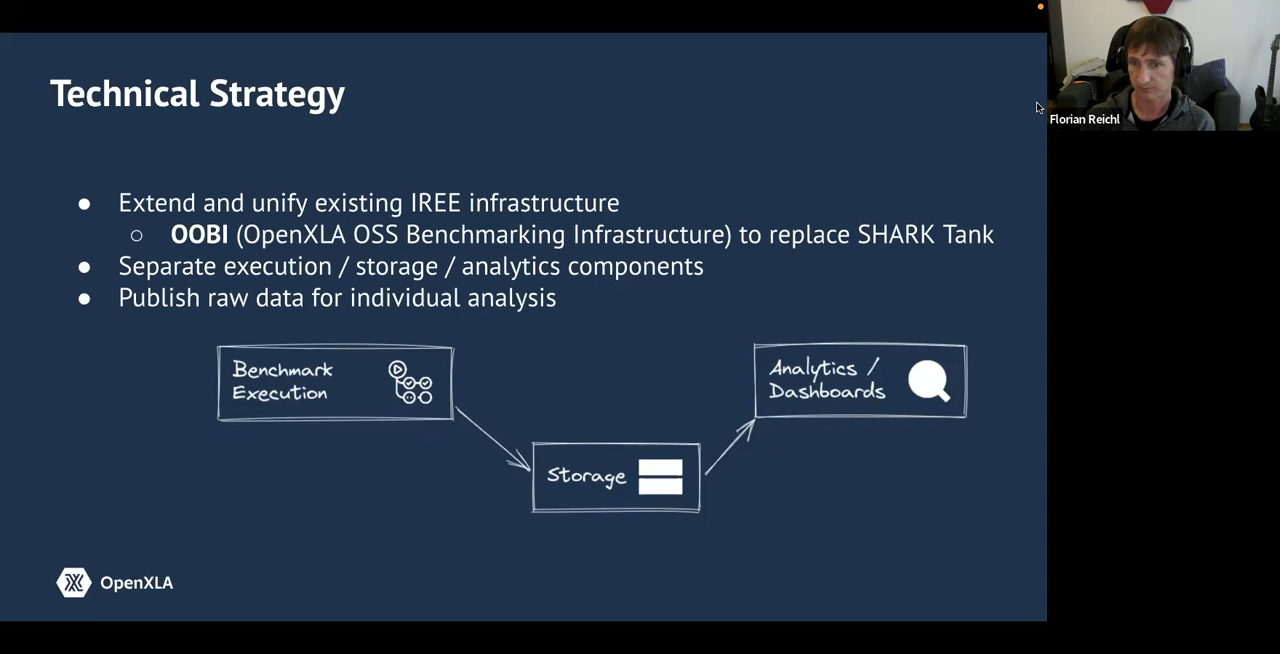 Technical Strategy
Florian Reichl
● Extend and unify existing IREE infrastructure
○ OOBI (OpenXLA OSS Benchmarking Infrastructure) to replace SHARK Tank
● Separate execution / storage / analytics components
● Publish raw data for individual analysis
Benchmark
Execution
Storage
Analytics /
Dashboards
OpenXLA